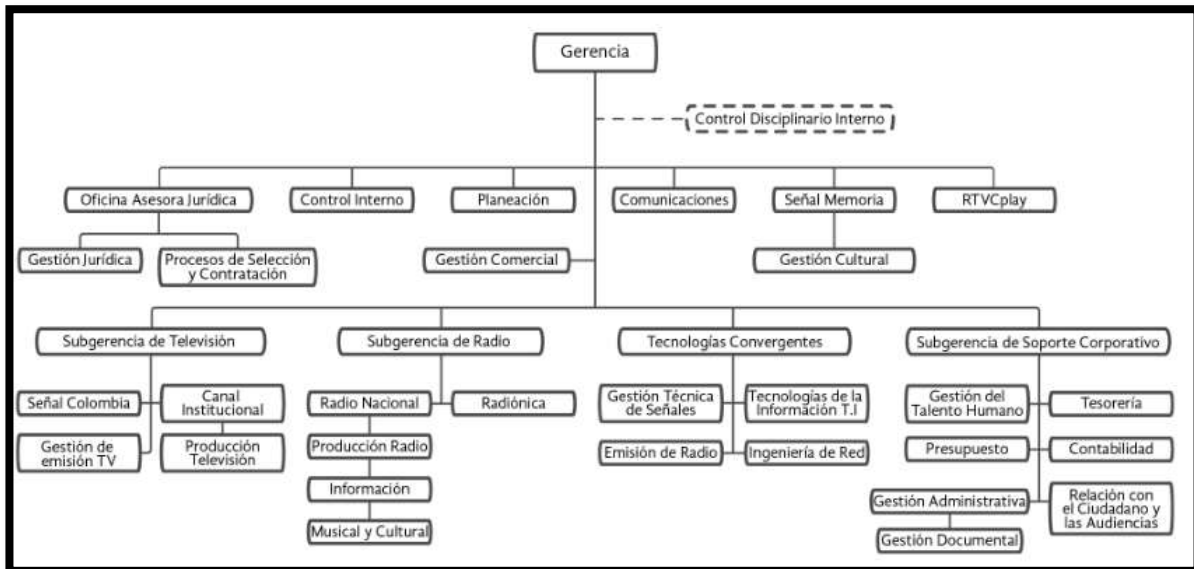 Gerencia
Control Disciplinario Interno
Oficina Asesora Jurídica
Control Interno
Planeación
Comunicaciones
Señal Memoria
RTVCplay
Gestión Jurídica
Procesos de Selección
y Contratación
Gestión Comercial
Gestión Cultural
Subgerencia de Televisión
Subgerencia de Radio
Tecnologías Convergentes
Subgerencia de Soporte Corporativo
Señal Colombia
Canal
Institucional
Gestión de
emisión TV
Producción
Televisión
Radio Nacional
Radiónica
Producción Radio
Información
Musical y Cultural
Gestión Técnica
de Señales
Tecnologías de la
Información T.I
Emisión de Radio
Ingeniería de Red
Gestión del
Talento Humano
Tesorería
Presupuesto
Contabilidad
Gestión Administrativa
Relación con
el Ciudadano y
las Audiencias
Gestión Documental